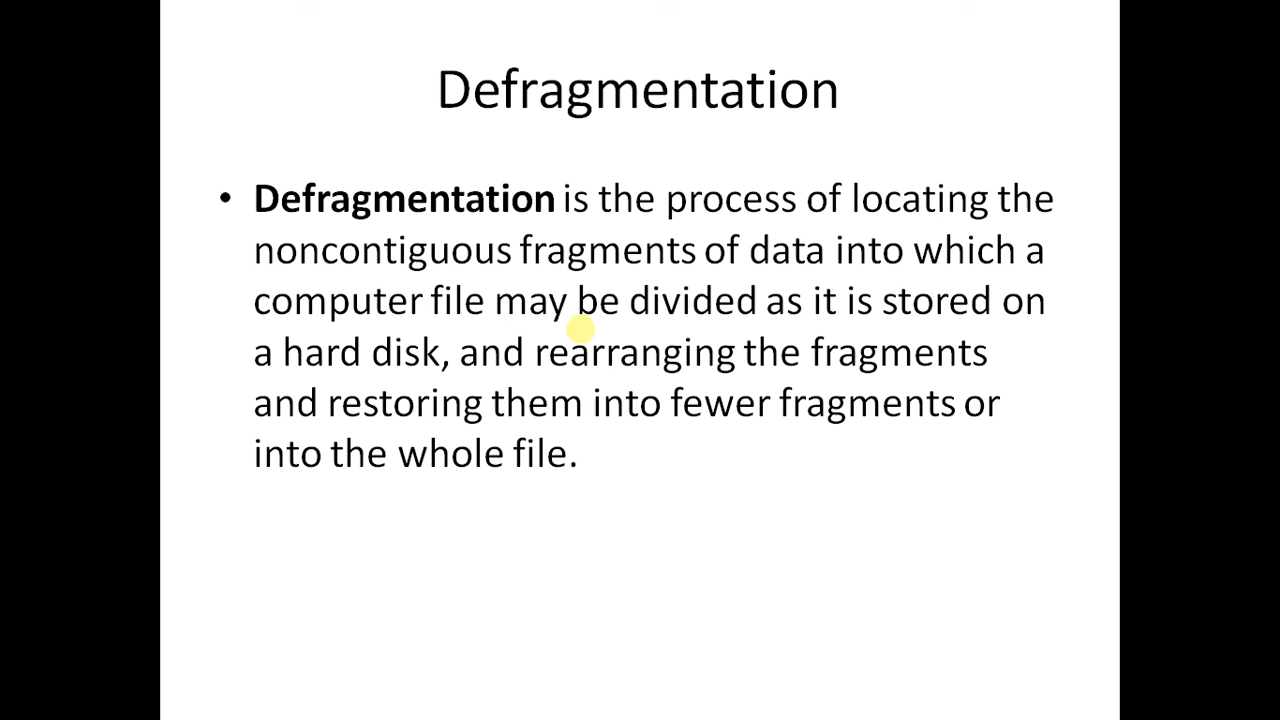 Defragmentation
• Defragmentation is the process of locating the
noncontiguous fragments of data into which a
computer file may be divided as it is stored on
a hard disk, and rearranging the fragments
and restoring them into fewer fragments or
into the whole file.